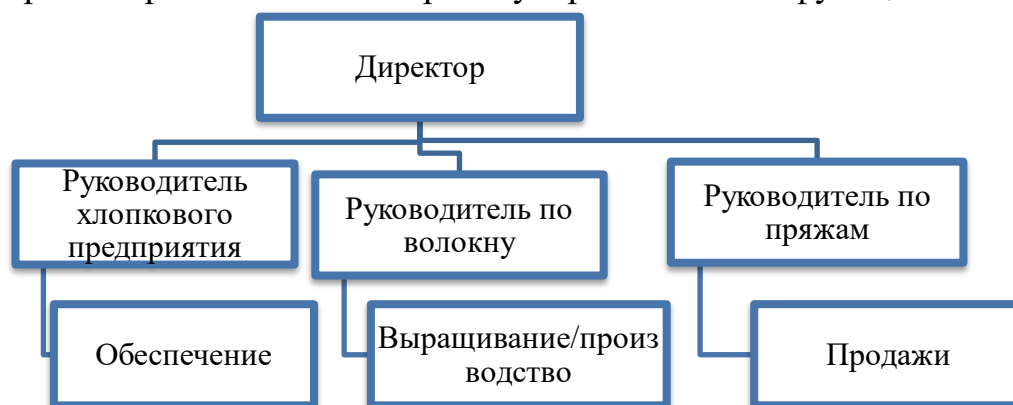 Директор
Руководитель
хлопкового
предприятия
Руководитель по
волокну
Руководитель по
пряжам
Обеспечение
Выращивание/произ
водство
Продажи